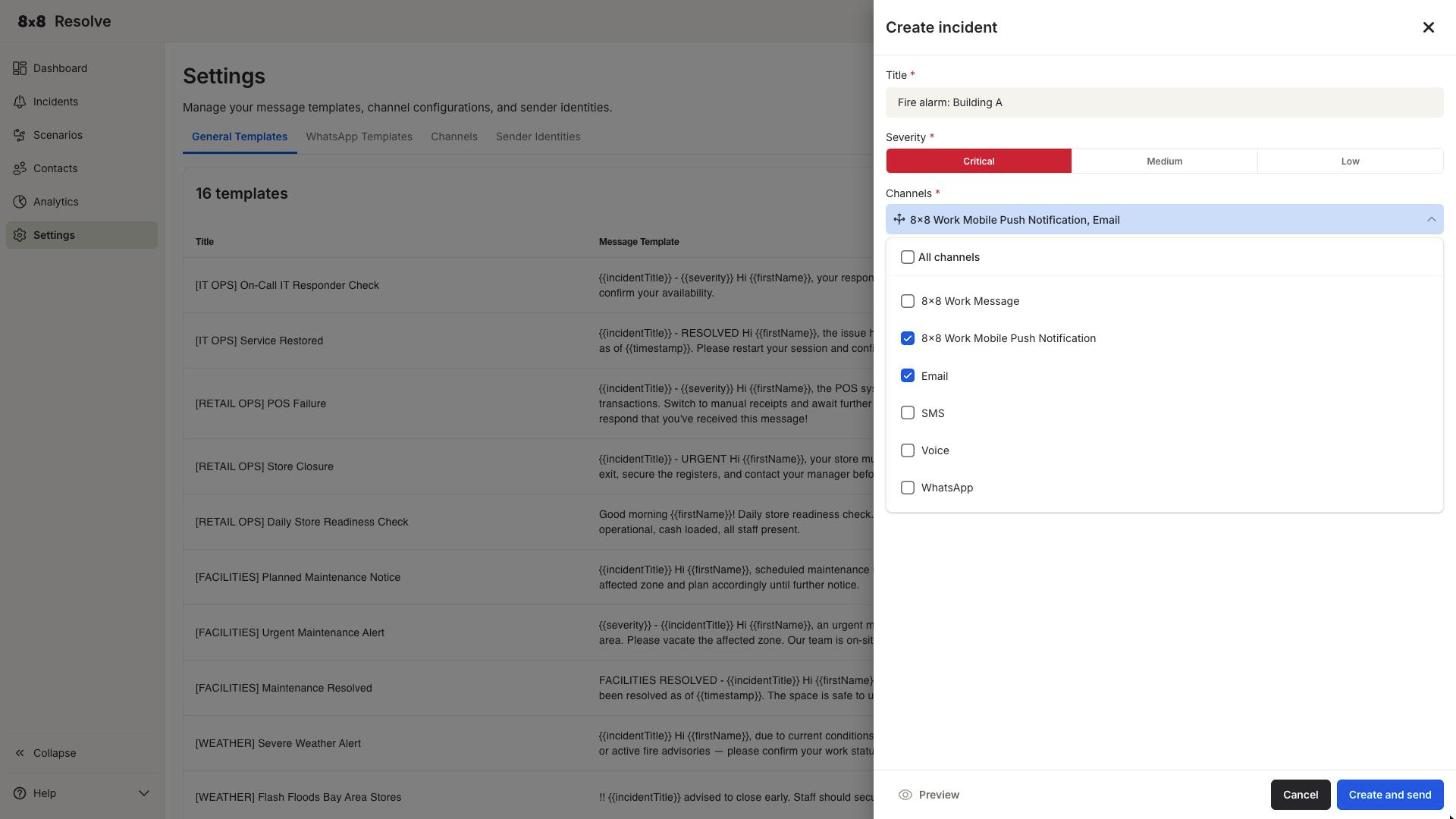 8x8 Resolve
Dashboard
Incidents
Scenarios
Contacts
Analytics
Settings
Collapse
Help
Settings
Manage your message templates, channel configurations, and sender identities.
General Templates WhatsApp Templates Channels Sender Identities
16 templates
Title Message Template
[IT OPS] On-Call IT Responder Check
{{incidentTitle}} - {{severity}} Hi {{firstName}}, your respon
confirm your availability.
[IT OPS] Service Restored
{{incidentTitle}} - RESOLVED Hi {{firstName}}, the issue h
as of {{timestamp}}. Please restart your session and conf
[RETAIL OPS] POS Failure
{{incidentTitle}} - {{severity}} Hi {{firstName}}, the POS sy
transactions. Switch to manual receipts and await further
respond that you've received this message!
[RETAIL OPS] Store Closure
{{incidentTitle}} - URGENT Hi {{firstName}}, your store mu
exit, secure the registers, and contact your manager befo
[RETAIL OPS] Daily Store Readiness Check
Good morning {{firstName}}! Daily store readiness check.
operational, cash loaded, all staff present.
[FACILITIES] Planned Maintenance Notice
{{incidentTitle}} Hi {{firstName}}, scheduled maintenance
affected zone and plan accordingly until further notice.
[FACILITIES] Urgent Maintenance Alert
{{severity}} - {{incidentTitle}} Hi {{firstName}}, an urgent m
area. Please vacate the affected zone. Our team is on-sit
[FACILITIES] Maintenance Resolved
FACILITIES RESOLVED - {{incidentTitle}} Hi {{firstName}}
been resolved as of {{timestamp}}. The space is safe to u
[WEATHER] Severe Weather Alert
{{incidentTitle}} Hi {{firstName}}, due to current conditions
or active fire advisories — please confirm your work statu
[WEATHER] Flash Floods Bay Area Stores
!! {{incidentTitle}} advised to close early. Staff should secu
Create incident
Title *
Fire alarm: Building A
Severity *
Critical Medium Low
Channels *
8×8 Work Mobile Push Notification, Email
All channels
8×8 Work Message
8×8 Work Mobile Push Notification
Email
SMS
Voice
WhatsApp
Preview Cancel Create and send